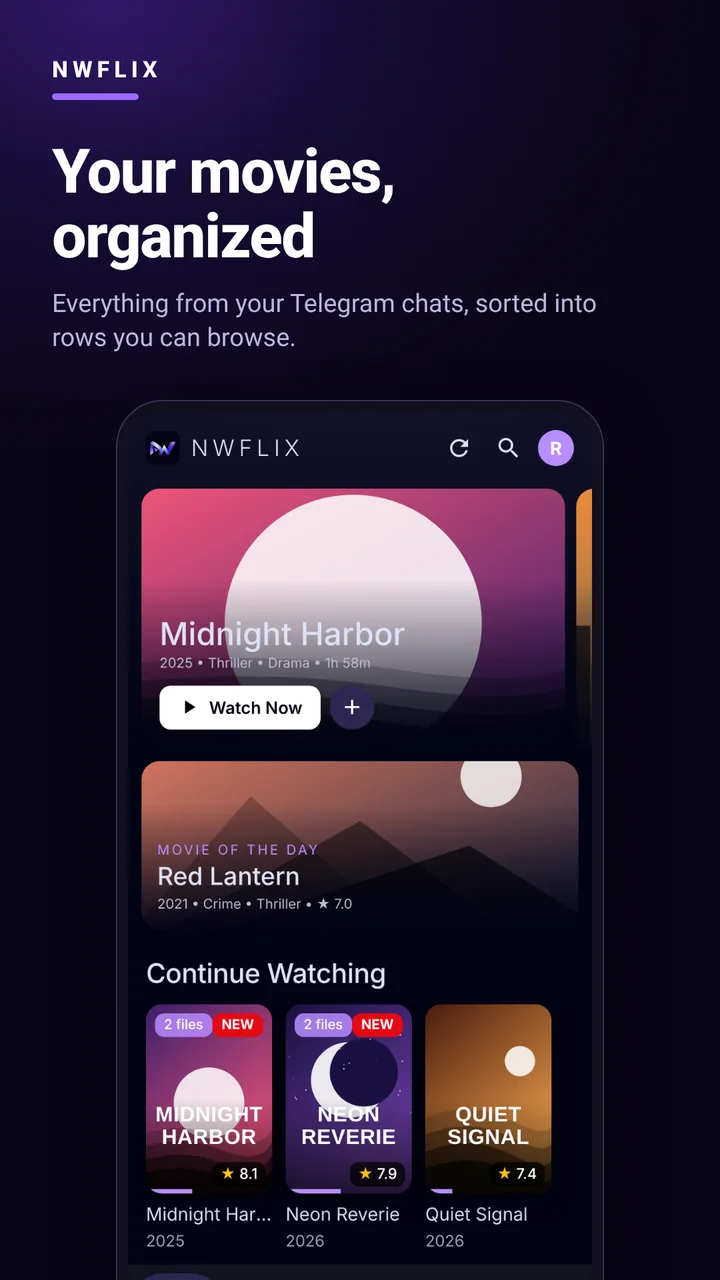 NWFLIX
Your movies,
organized
Everything from your Telegram chats, sorted into
rows you can browse.
NWFLIX
R
Midnight Harbor
2025 • Thriller • Drama • 1h 58m
Watch Now
MOVIE OF THE DAY
Red Lantern
2021 • Crime • Thriller • ★ 7.0
Continue Watching
2 files NEW
2 files NEW
MIDNIGHT
HARBOR
NEON
REVERIE
QUIET
SIGNAL
★ 8.1
★ 7.9
★ 7.4
Midnight Har...
Neon Reverie
Quiet Signal
2025
2026
2026